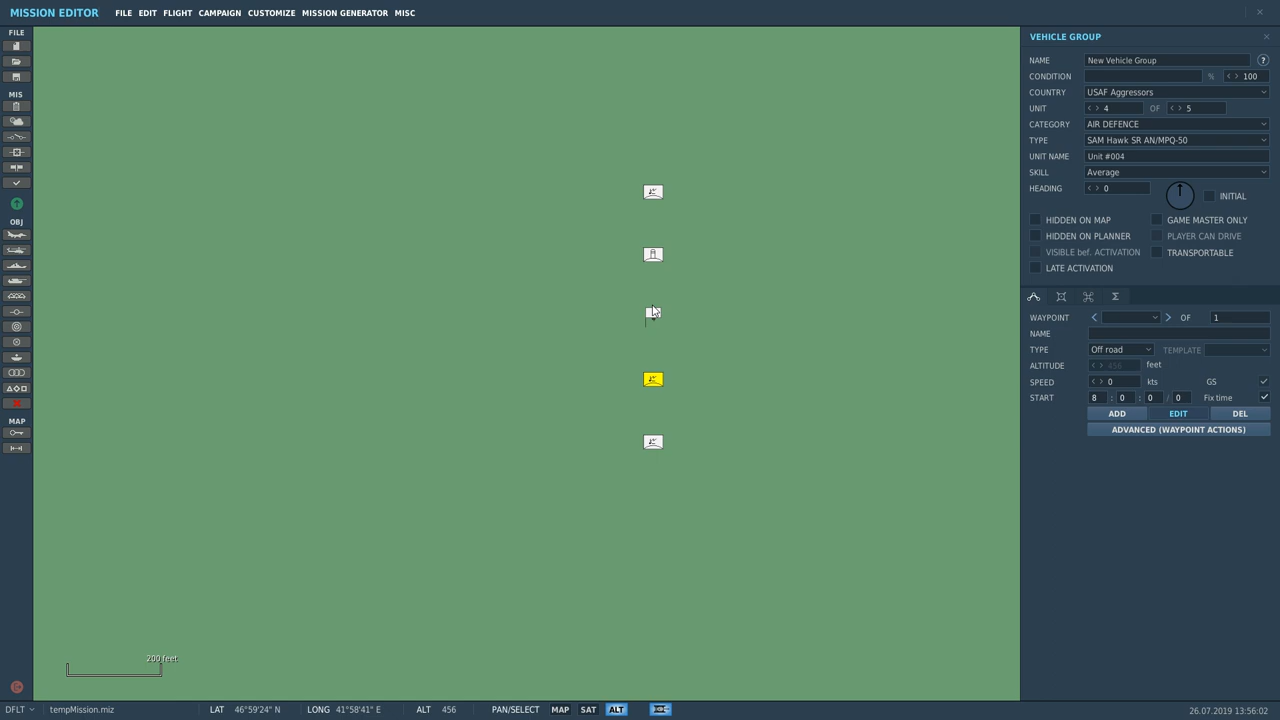 MISSION EDITOR FILE EDIT FLIGHT CAMPAIGN CUSTOMIZE MISSION GENERATOR MISC
FILE
MIS
OBJ
MAP
200 feet
VEHICLE GROUP
NAME New Vehicle Group ?
CONDITION % 100
COUNTRY USAF Aggressors
UNIT 4 OF 5
CATEGORY AIR DEFENCE
TYPE SAM Hawk SR AN/MPQ-50
UNIT NAME Unit #004
SKILL Average
HEADING 0 INITIAL
HIDDEN ON MAP GAME MASTER ONLY
HIDDEN ON PLANNER PLAYER CAN DRIVE
VISIBLE bef. ACTIVATION TRANSPORTABLE
LATE ACTIVATION
WAYPOINT OF 1
NAME
TYPE Off road TEMPLATE
ALTITUDE 456 feet
SPEED 0 kts GS
START 8 : 0 : 0 / 0 Fix time
ADD EDIT DEL
ADVANCED (WAYPOINT ACTIONS)
DFLT tempMission.miz LAT 46°59'24" N LONG 41°58'41" E ALT 456 PAN/SELECT MAP SAT ALT 26.07.2019 13:56:02